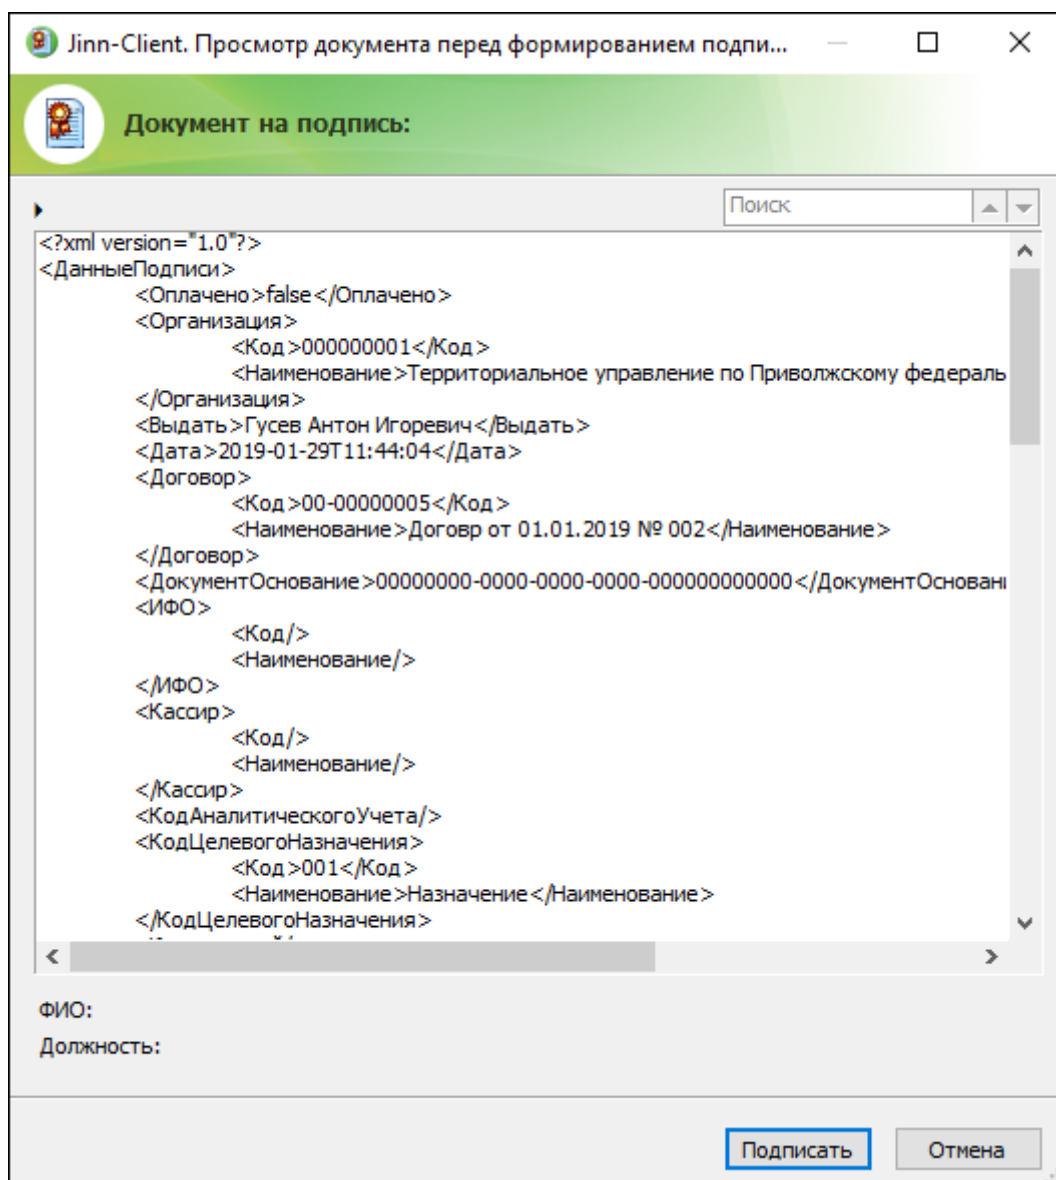 Jinn-Client. Просмотр документа перед формированием подпи...
Документ на подпись:
Поиск
<?xml version="1.0"?>
<ДанныеПодписи>
<Оплачено>false</Оплачено>
<Организация>
<Код>000000001</Код>
<Наименование>Территориальное управление по Приволжскому федераль
</Организация>
<Выдать>Гусев Антон Игоревич</Выдать>
<Дата>2019-01-29T11:44:04</Дата>
<Договор>
<Код>00-00000005</Код>
<Наименование>Договр от 01.01.2019 № 002</Наименование>
</Договор>
<ДокументОснование>00000000-0000-0000-0000-000000000000</ДокументОсновани
<ИФО>
<Код/>
<Наименование/>
</ИФО>
<Кассир>
<Код/>
<Наименование/>
</Кассир>
<КодАналитическогоУчета/>
<КодЦелевогоНазначения>
<Код>001</Код>
<Наименование>Назначение</Наименование>
</КодЦелевогоНазначения>
ФИО:
Должность:
Подписать
Отмена